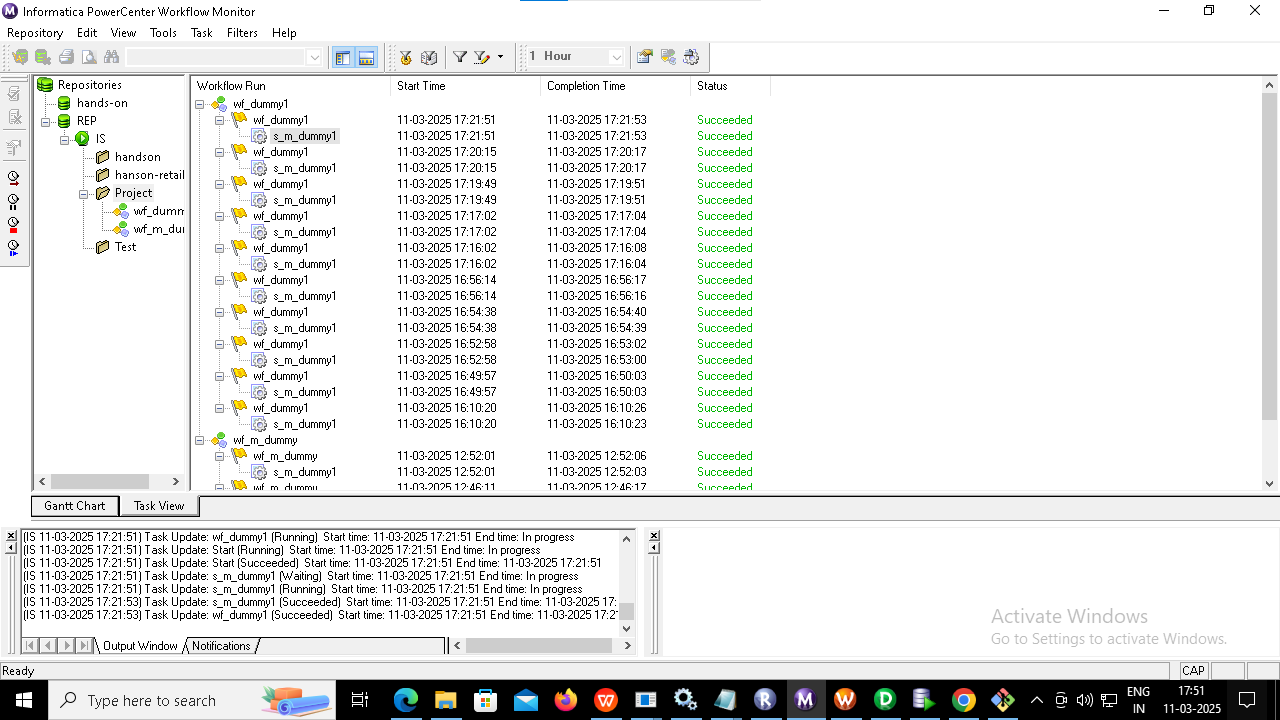 Informatica PowerCenter Workflow Monitor
Repository Edit View Tools Task Filters Help
1 Hour
Repositories
hands-on
REP
IS
handson
hanson-retail
Project
wf_dumm
wf_m_du
Test
Workflow Run Start Time Completion Time Status
wf_dummy1
wf_dummy1 11-03-2025 17:21:51 11-03-2025 17:21:53 Succeeded
s_m_dummy1 11-03-2025 17:21:51 11-03-2025 17:21:53 Succeeded
wf_dummy1 11-03-2025 17:20:15 11-03-2025 17:20:17 Succeeded
s_m_dummy1 11-03-2025 17:20:15 11-03-2025 17:20:17 Succeeded
wf_dummy1 11-03-2025 17:19:49 11-03-2025 17:19:51 Succeeded
s_m_dummy1 11-03-2025 17:19:49 11-03-2025 17:19:51 Succeeded
wf_dummy1 11-03-2025 17:17:02 11-03-2025 17:17:04 Succeeded
s_m_dummy1 11-03-2025 17:17:02 11-03-2025 17:17:04 Succeeded
wf_dummy1 11-03-2025 17:16:02 11-03-2025 17:16:08 Succeeded
s_m_dummy1 11-03-2025 17:16:02 11-03-2025 17:16:04 Succeeded
wf_dummy1 11-03-2025 16:56:14 11-03-2025 16:56:17 Succeeded
s_m_dummy1 11-03-2025 16:56:14 11-03-2025 16:56:16 Succeeded
wf_dummy1 11-03-2025 16:54:38 11-03-2025 16:54:40 Succeeded
s_m_dummy1 11-03-2025 16:54:38 11-03-2025 16:54:39 Succeeded
wf_dummy1 11-03-2025 16:52:58 11-03-2025 16:53:02 Succeeded
s_m_dummy1 11-03-2025 16:52:58 11-03-2025 16:53:00 Succeeded
wf_dummy1 11-03-2025 16:49:57 11-03-2025 16:50:03 Succeeded
s_m_dummy1 11-03-2025 16:49:57 11-03-2025 16:50:03 Succeeded
wf_dummy1 11-03-2025 16:10:20 11-03-2025 16:10:26 Succeeded
s_m_dummy1 11-03-2025 16:10:20 11-03-2025 16:10:23 Succeeded
wf_m_dummy
wf_m_dummy 11-03-2025 12:52:01 11-03-2025 12:52:06 Succeeded
s_m_dummy1 11-03-2025 12:52:01 11-03-2025 12:52:03 Succeeded
wf_m_dummy 11-03-2025 12:46:11 11-03-2025 12:46:17 Succeeded
Gantt Chart Task View
(IS 11-03-2025 17:21:51) Task Update: wf_dummy1 (Running) Start time: 11-03-2025 17:21:51 End time: In progress
(IS 11-03-2025 17:21:51) Task Update: Start (Running) Start time: 11-03-2025 17:21:51 End time: In progress
(IS 11-03-2025 17:21:51) Task Update: Start (Succeeded) Start time: 11-03-2025 17:21:51 End time: 11-03-2025 17:21:51
(IS 11-03-2025 17:21:51) Task Update: s_m_dummy1 (Waiting) Start time: 11-03-2025 17:21:51 End time: In progress
(IS 11-03-2025 17:21:51) Task Update: s_m_dummy1 (Running) Start time: 11-03-2025 17:21:51 End time: In progress
(IS 11-03-2025 17:21:53) Task Update: s_m_dummy1 (Succeeded) Start time: 11-03-2025 17:21:51 End time: 11-03-2025 17:
(IS 11-03-2025 17:21:53) Task Update: wf_dummy1 (Succeeded) Start time: 11-03-2025 17:21:51 End time: 11-03-2025 17:2
Output Window Notifications
Activate Windows
Go to Settings to activate Windows.
Ready CAP
Type here to search
ENG
IN
11-03-2025